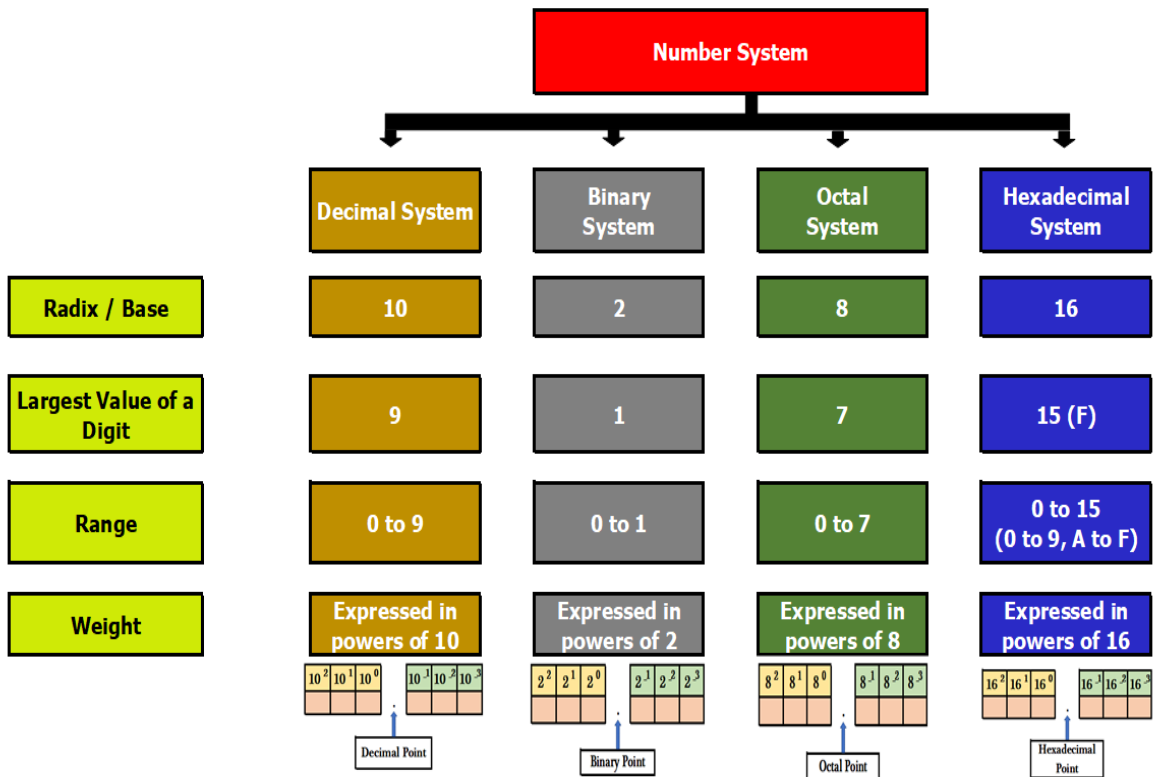 Number System
Decimal System
Binary
System
Octal
System
Hexadecimal
System
Radix / Base
10
2
8
16
Largest Value of a
Digit
9
1
7
15 (F)
Range
0 to 9
0 to 1
0 to 7
0 to 15
(0 to 9, A to F)
Weight
Expressed in
powers of 10
Expressed in
powers of 2
Expressed in
powers of 8
Expressed in
powers of 16
10² 10¹ 10⁰ . 10⁻¹ 10⁻² 10⁻³
2² 2¹ 2⁰ . 2⁻¹ 2⁻² 2⁻³
8² 8¹ 8⁰ . 8⁻¹ 8⁻² 8⁻³
16² 16¹ 16⁰ . 16⁻¹ 16⁻² 16⁻³
Decimal Point
Binary Point
Octal Point
Hexadecimal
Point